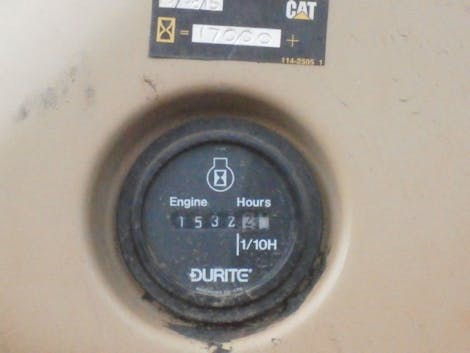 CAT
= 17000 +
114-2505 1
Engine Hours
1532
1/10H
DURITE®